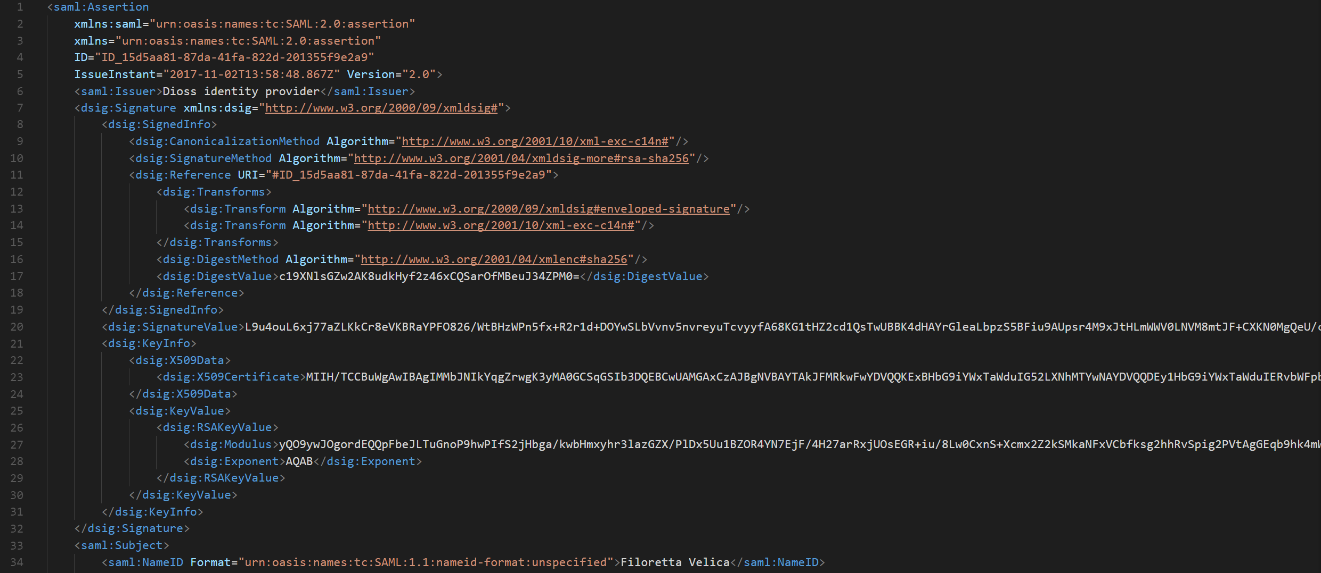 1 <saml:Assertion
2 xmlns:saml="urn:oasis:names:tc:SAML:2.0:assertion"
3 xmlns="urn:oasis:names:tc:SAML:2.0:assertion"
4 ID="ID_15d5aa81-87da-41fa-822d-201355f9e2a9"
5 IssueInstant="2017-11-02T13:58:48.867Z" Version="2.0">
6 <saml:Issuer>Dioss identity provider</saml:Issuer>
7 <dsig:Signature xmlns:dsig="http://www.w3.org/2000/09/xmldsig#">
8 <dsig:SignedInfo>
9 <dsig:CanonicalizationMethod Algorithm="http://www.w3.org/2001/10/xml-exc-c14n#"/>
10 <dsig:SignatureMethod Algorithm="http://www.w3.org/2001/04/xmldsig-more#rsa-sha256"/>
11 <dsig:Reference URI="#ID_15d5aa81-87da-41fa-822d-201355f9e2a9">
12 <dsig:Transforms>
13 <dsig:Transform Algorithm="http://www.w3.org/2000/09/xmldsig#enveloped-signature"/>
14 <dsig:Transform Algorithm="http://www.w3.org/2001/10/xml-exc-c14n#"/>
15 </dsig:Transforms>
16 <dsig:DigestMethod Algorithm="http://www.w3.org/2001/04/xmlenc#sha256"/>
17 <dsig:DigestValue>c19XNlsGZw2AK8udkHyf2z46xCQSarOfMBeuJ34ZPM0=</dsig:DigestValue>
18 </dsig:Reference>
19 </dsig:SignedInfo>
20 <dsig:SignatureValue>L9u4ouL6xj77aZLKkCr8eVKBRaYPFO826/WtBHzWPn5fx+R2r1d+DOYwSLbVvnv5nvreyuTcvyyfA68KG1tHZ2cd1QsTwUBBK4dHAYrGleaLbpzS5BFiu9AUpsr4M9xJtHLmWWV0LNVM8mtJF+CXKN0MgQeU/
21 <dsig:KeyInfo>
22 <dsig:X509Data>
23 <dsig:X509Certificate>MIIH/TCCBuWgAwIBAgIMMbJNIkYqgZrwgK3yMA0GCSqGSIb3DQEBCwUAMGAxCzAJBgNVBAYTAkJFMRkwFwYDVQQKExBHbG9iYWxTaWduIG52LXNhMTYwNAYDVQQDEy1HbG9iYWxTaWduIERvbWFpb
24 </dsig:X509Data>
25 <dsig:KeyValue>
26 <dsig:RSAKeyValue>
27 <dsig:Modulus>yQO9ywJOgordEQQpFbeJLTuGnoP9hwPIfS2jHbga/kwbHmxyhr3lazGZX/PlDx5Uu1BZOR4YN7EjF/4H27arRxjUOsEGR+iu/8Lw0CxnS+Xcmx2Z2kSMkaNFxVCbfksg2hhRvSpig2PVtAgGEqb9hk4m
28 <dsig:Exponent>AQAB</dsig:Exponent>
29 </dsig:RSAKeyValue>
30 </dsig:KeyValue>
31 </dsig:KeyInfo>
32 </dsig:Signature>
33 <saml:Subject>
34 <saml:NameID Format="urn:oasis:names:tc:SAML:1.1:nameid-format:unspecified">Filoretta Velica</saml:NameID>